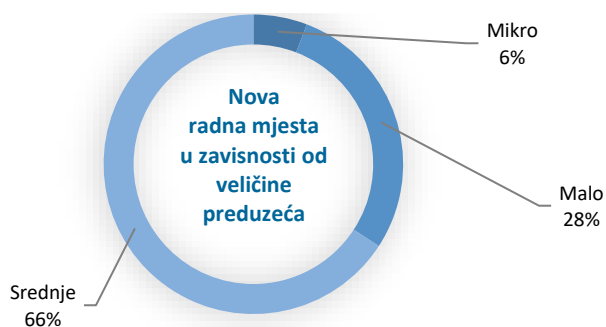 Mikro
6%
Nova
radna mjesta
u zavisnosti od
veličine
preduzeća
Malo
28%
Srednje
66%